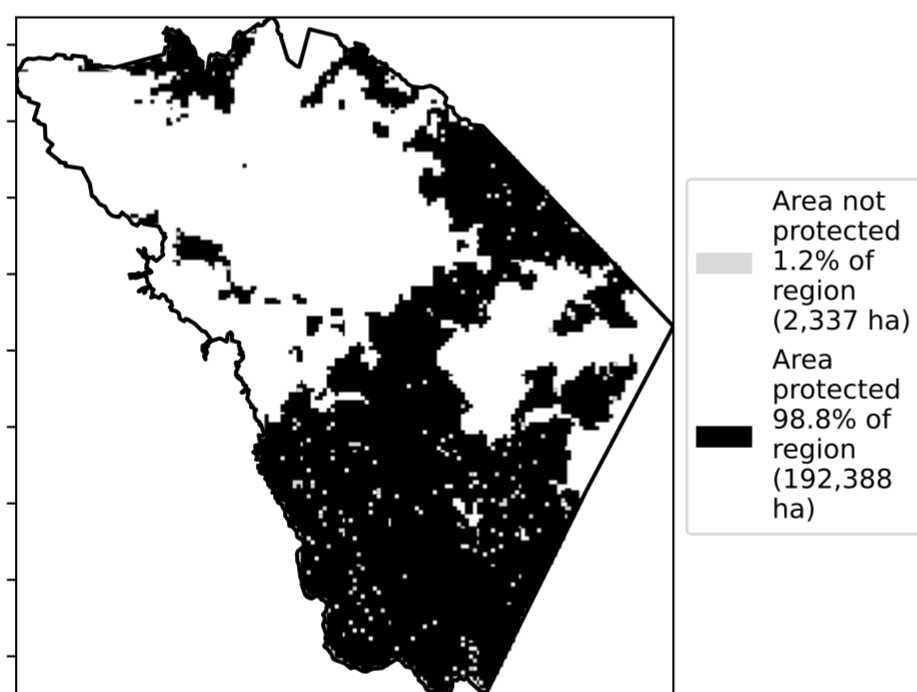 Area not
protected
1.2% of
region
(2,337 ha)
Area
protected
98.8% of
region
(192,388
ha)